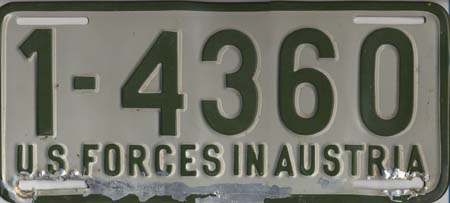 1-4360
U.S. FORCES IN AUSTRIA